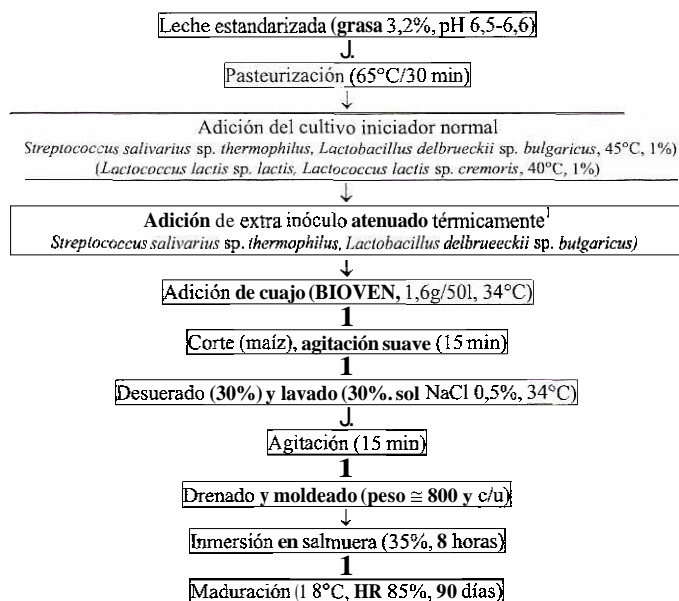 Leche estandarizada (grasa 3,2%, pH 6,5-6,6)
J.
Pasteurización (65°C/30 min)
↓
Adición del cultivo iniciador normal
Streptococcus salivarius sp. thermophilus, Lactobacillus delbrueckii sp. bulgaricus, 45°C, 1%)
(Lactococcus lactis sp. lactis, Lactococcus lactis sp. cremoris, 40°C, 1%)
↓
Adición de extra inóculo atenuado térmicamente¹
Streptococcus salivarius sp. thermophilus, Lactobacillus delbrueeckii sp. bulgaricus)
↓
Adición de cuajo (BIOVEN, 1,6g/50l, 34°C)
1
Corte (maíz), agitación suave (15 min)
1
Desuerado (30%) y lavado (30%. sol NaCl 0,5%, 34°C)
J.
Agitación (15 min)
1
Drenado y moldeado (peso ≅ 800 y c/u)
↓
Inmersión en salmuera (35%, 8 horas)
1
Maduración (1 8°C, HR 85%, 90 días)